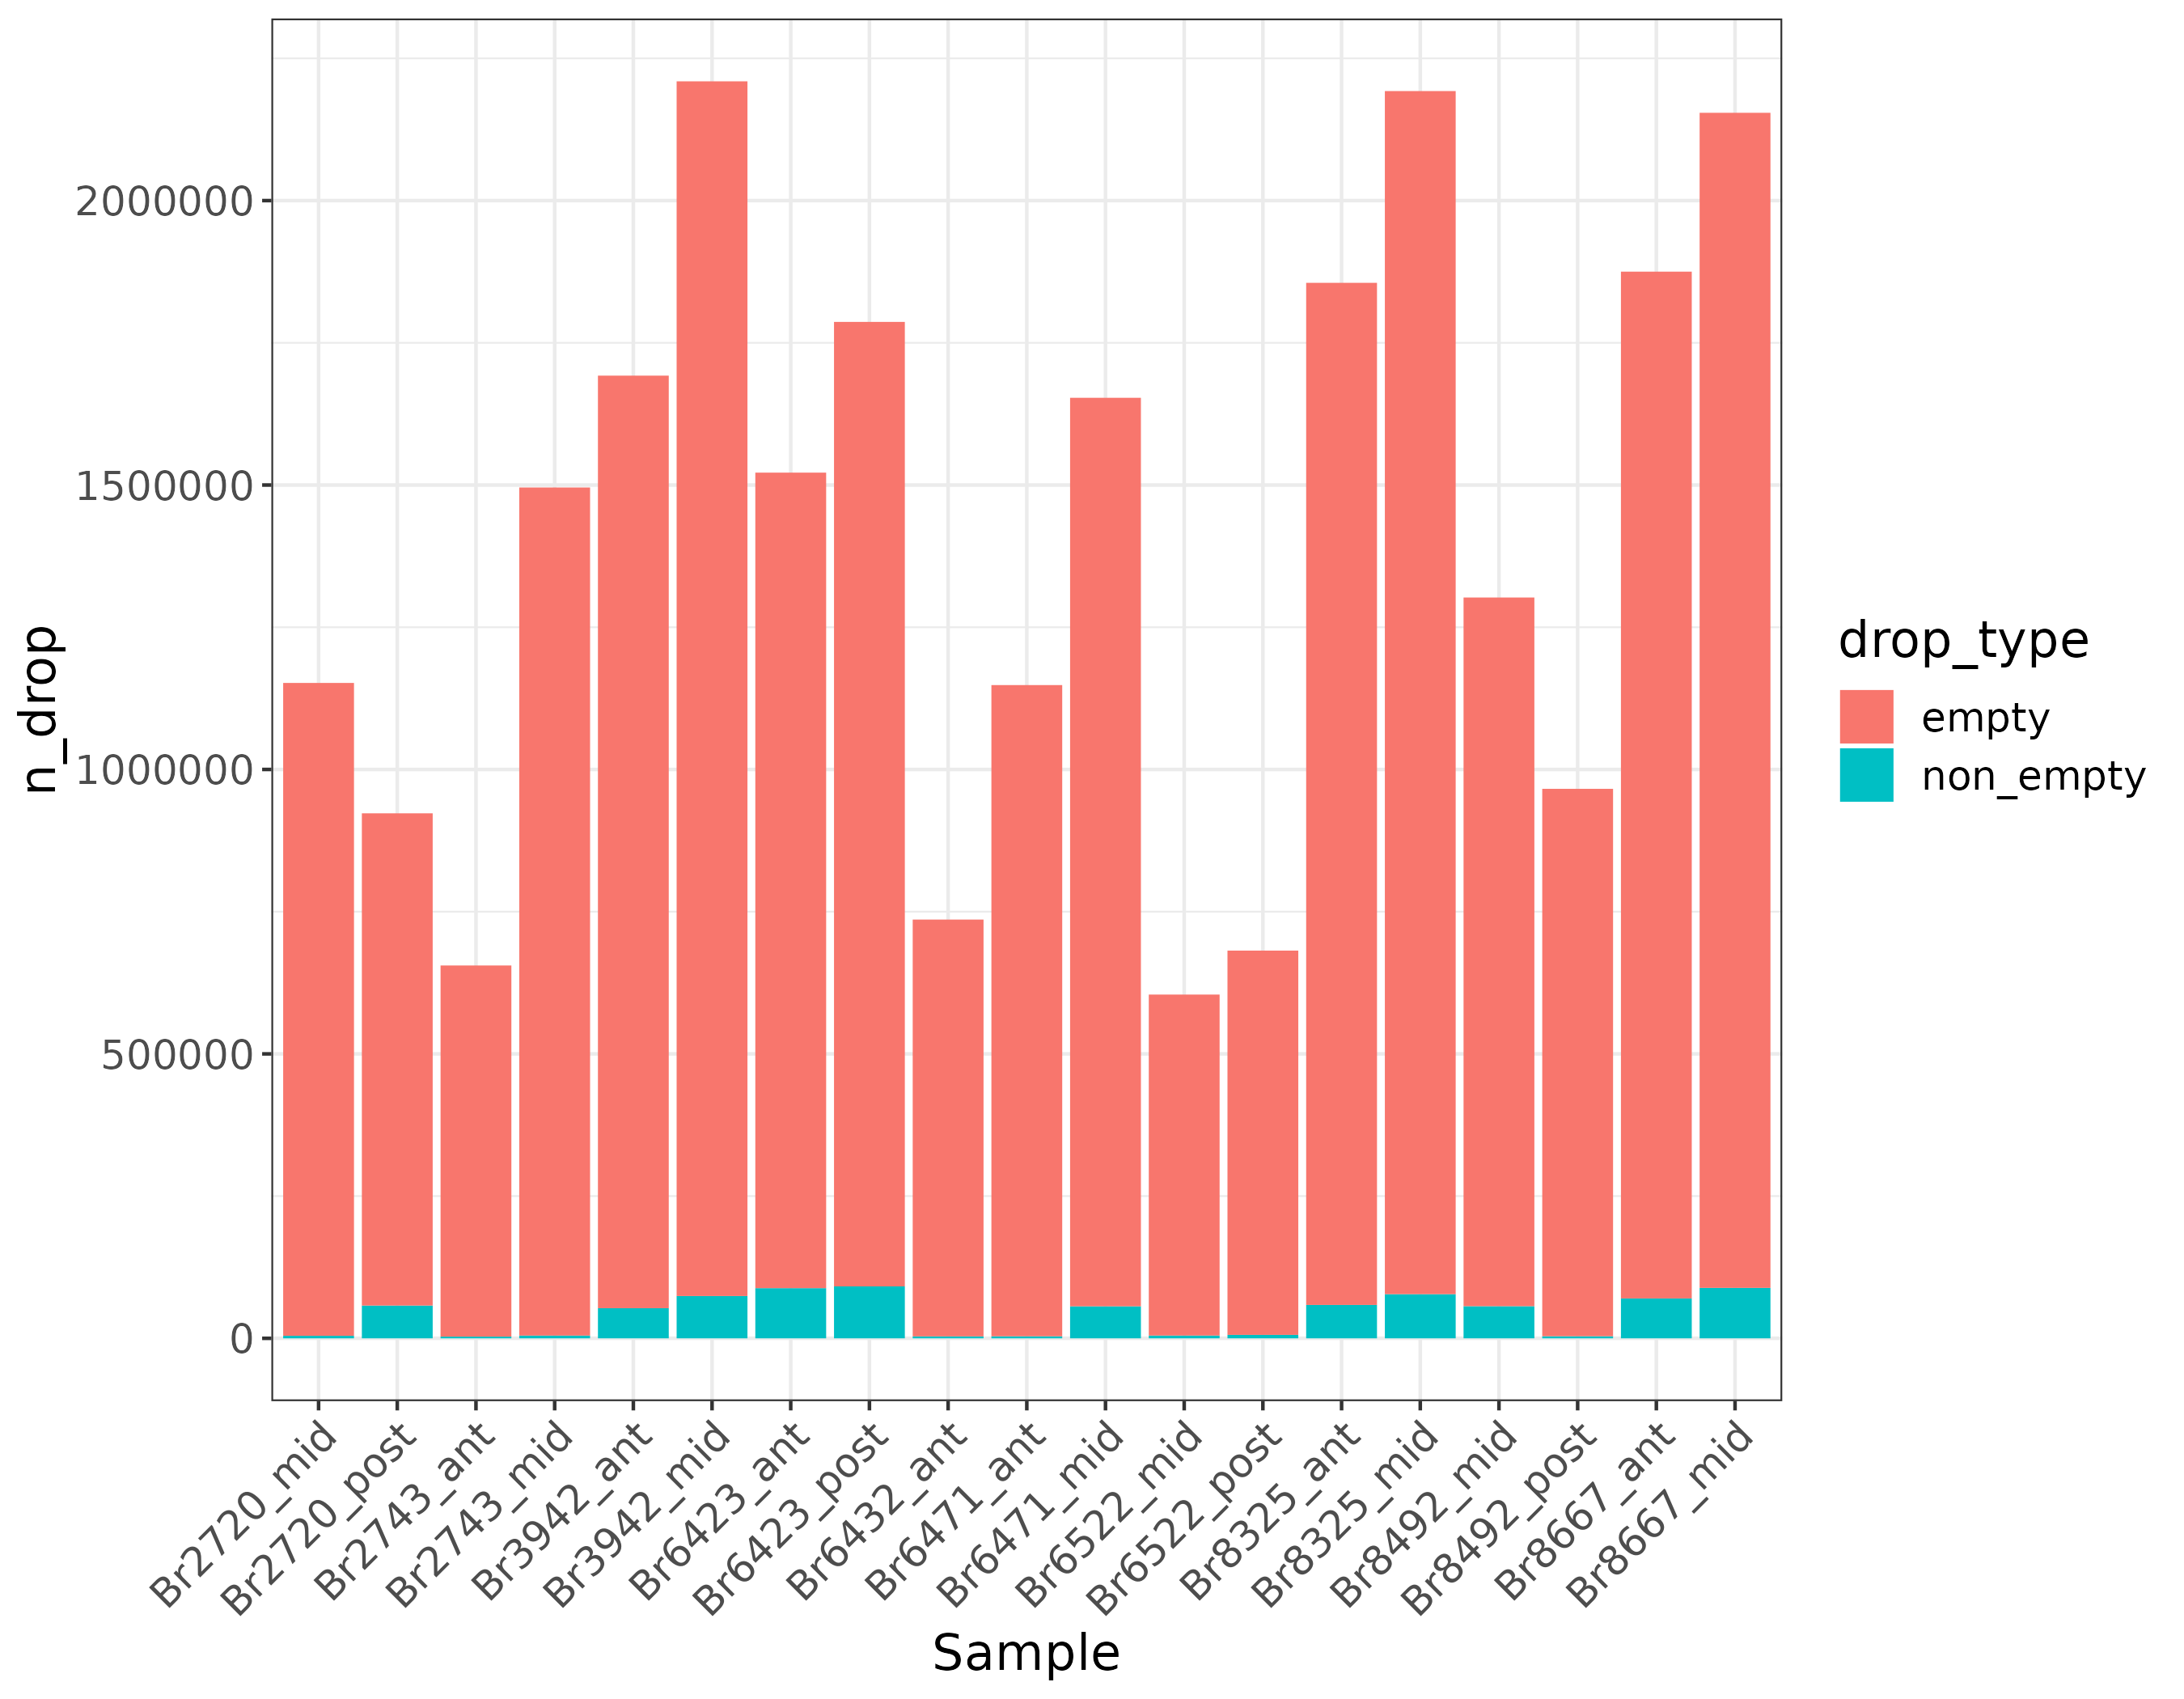 n_drop
2000000
1500000
1000000
500000
0
Br2720_mid
Br2720_post
Br2743_ant
Br2743_mid
Br3942_ant
Br3942_mid
Br6423_ant
Br6423_post
Br6432_ant
Br6471_ant
Br6471_mid
Br6522_mid
Br6522_post
Br8325_ant
Br8325_mid
Br8492_mid
Br8492_post
Br8667_ant
Br8667_mid
Sample
drop_type
empty
non_empty